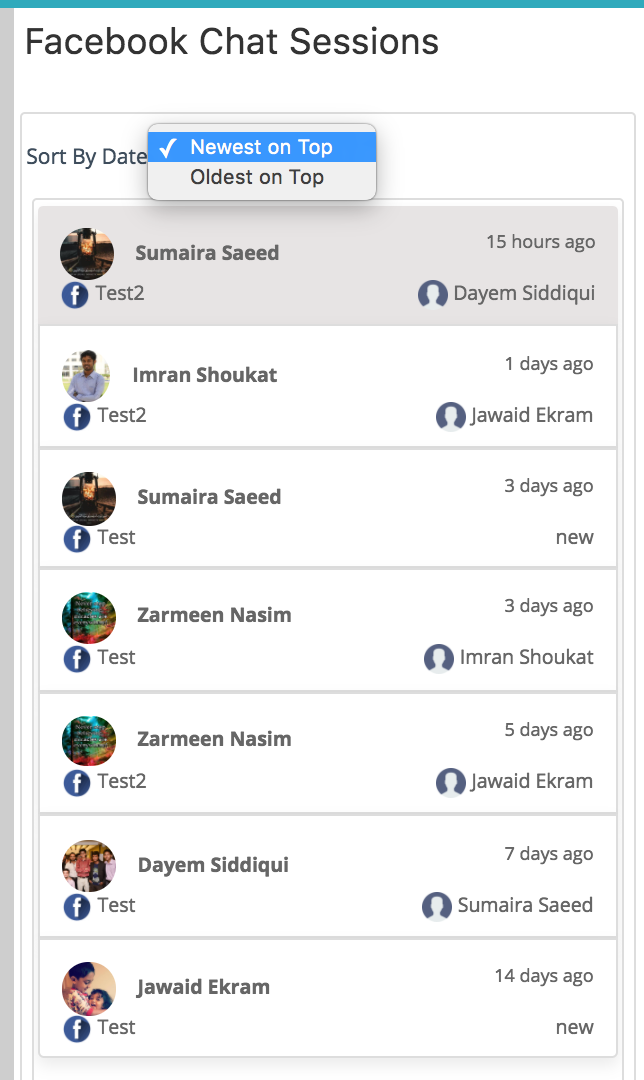 Facebook Chat Sessions
Sort By Date
✓ Newest on Top
Oldest on Top
Sumaira Saeed 15 hours ago
Test2 Dayem Siddiqui
Imran Shoukat 1 days ago
Test2 Jawaid Ekram
Sumaira Saeed 3 days ago
Test new
Zarmeen Nasim 3 days ago
Test Imran Shoukat
Zarmeen Nasim 5 days ago
Test2 Jawaid Ekram
Dayem Siddiqui 7 days ago
Test Sumaira Saeed
Jawaid Ekram 14 days ago
Test new